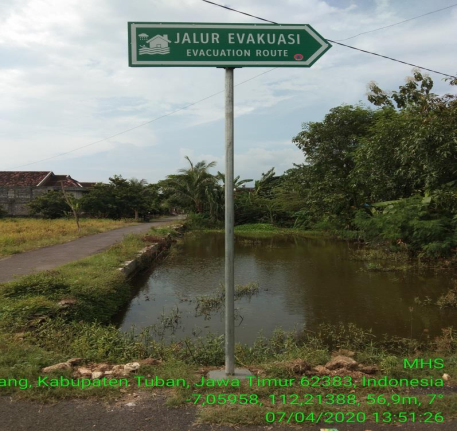 JALUR EVAKUASI
EVACUATION ROUTE
MHS
Kabupaten Tuban, Jawa Timur 62383, Indonesia
7,05958, 112,21388, 56,9m, 7°
07/04/2020 13:51:26